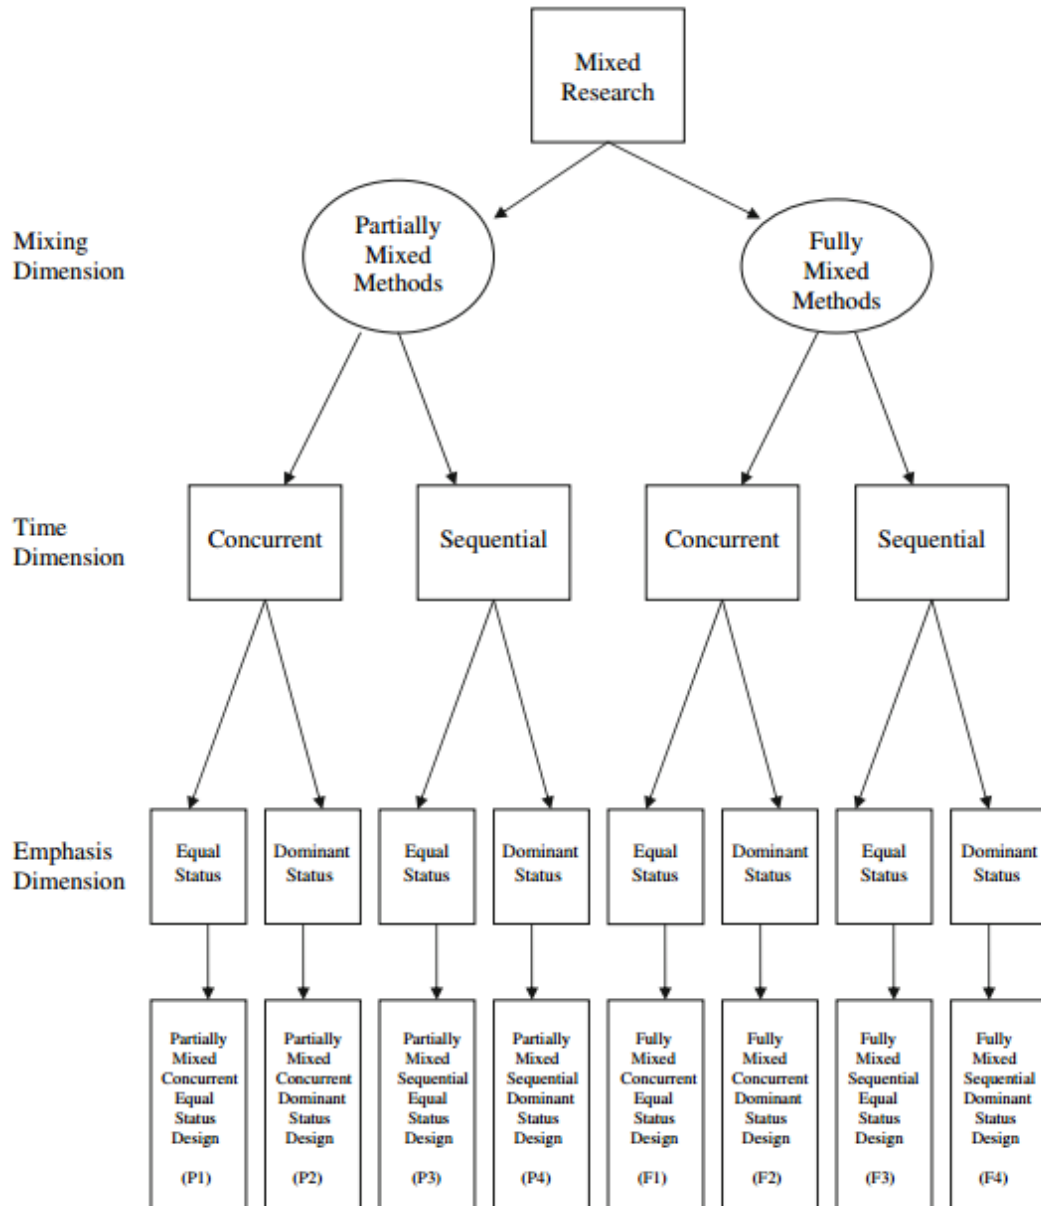 Mixed
Research
Mixing
Dimension
Partially
Mixed
Methods
Fully
Mixed
Methods
Time
Dimension
Concurrent
Sequential
Concurrent
Sequential
Emphasis
Dimension
Equal
Status
Dominant
Status
Equal
Status
Dominant
Status
Equal
Status
Dominant
Status
Equal
Status
Dominant
Status
Partially
Mixed
Concurrent
Equal
Status
Design
(P1)
Partially
Mixed
Concurrent
Dominant
Status
Design
(P2)
Partially
Mixed
Sequential
Equal
Status
Design
(P3)
Partially
Mixed
Sequential
Dominant
Status
Design
(P4)
Fully
Mixed
Concurrent
Equal
Status
Design
(F1)
Fully
Mixed
Concurrent
Dominant
Status
Design
(F2)
Fully
Mixed
Sequential
Equal
Status
Design
(F3)
Fully
Mixed
Sequential
Dominant
Status
Design
(F4)